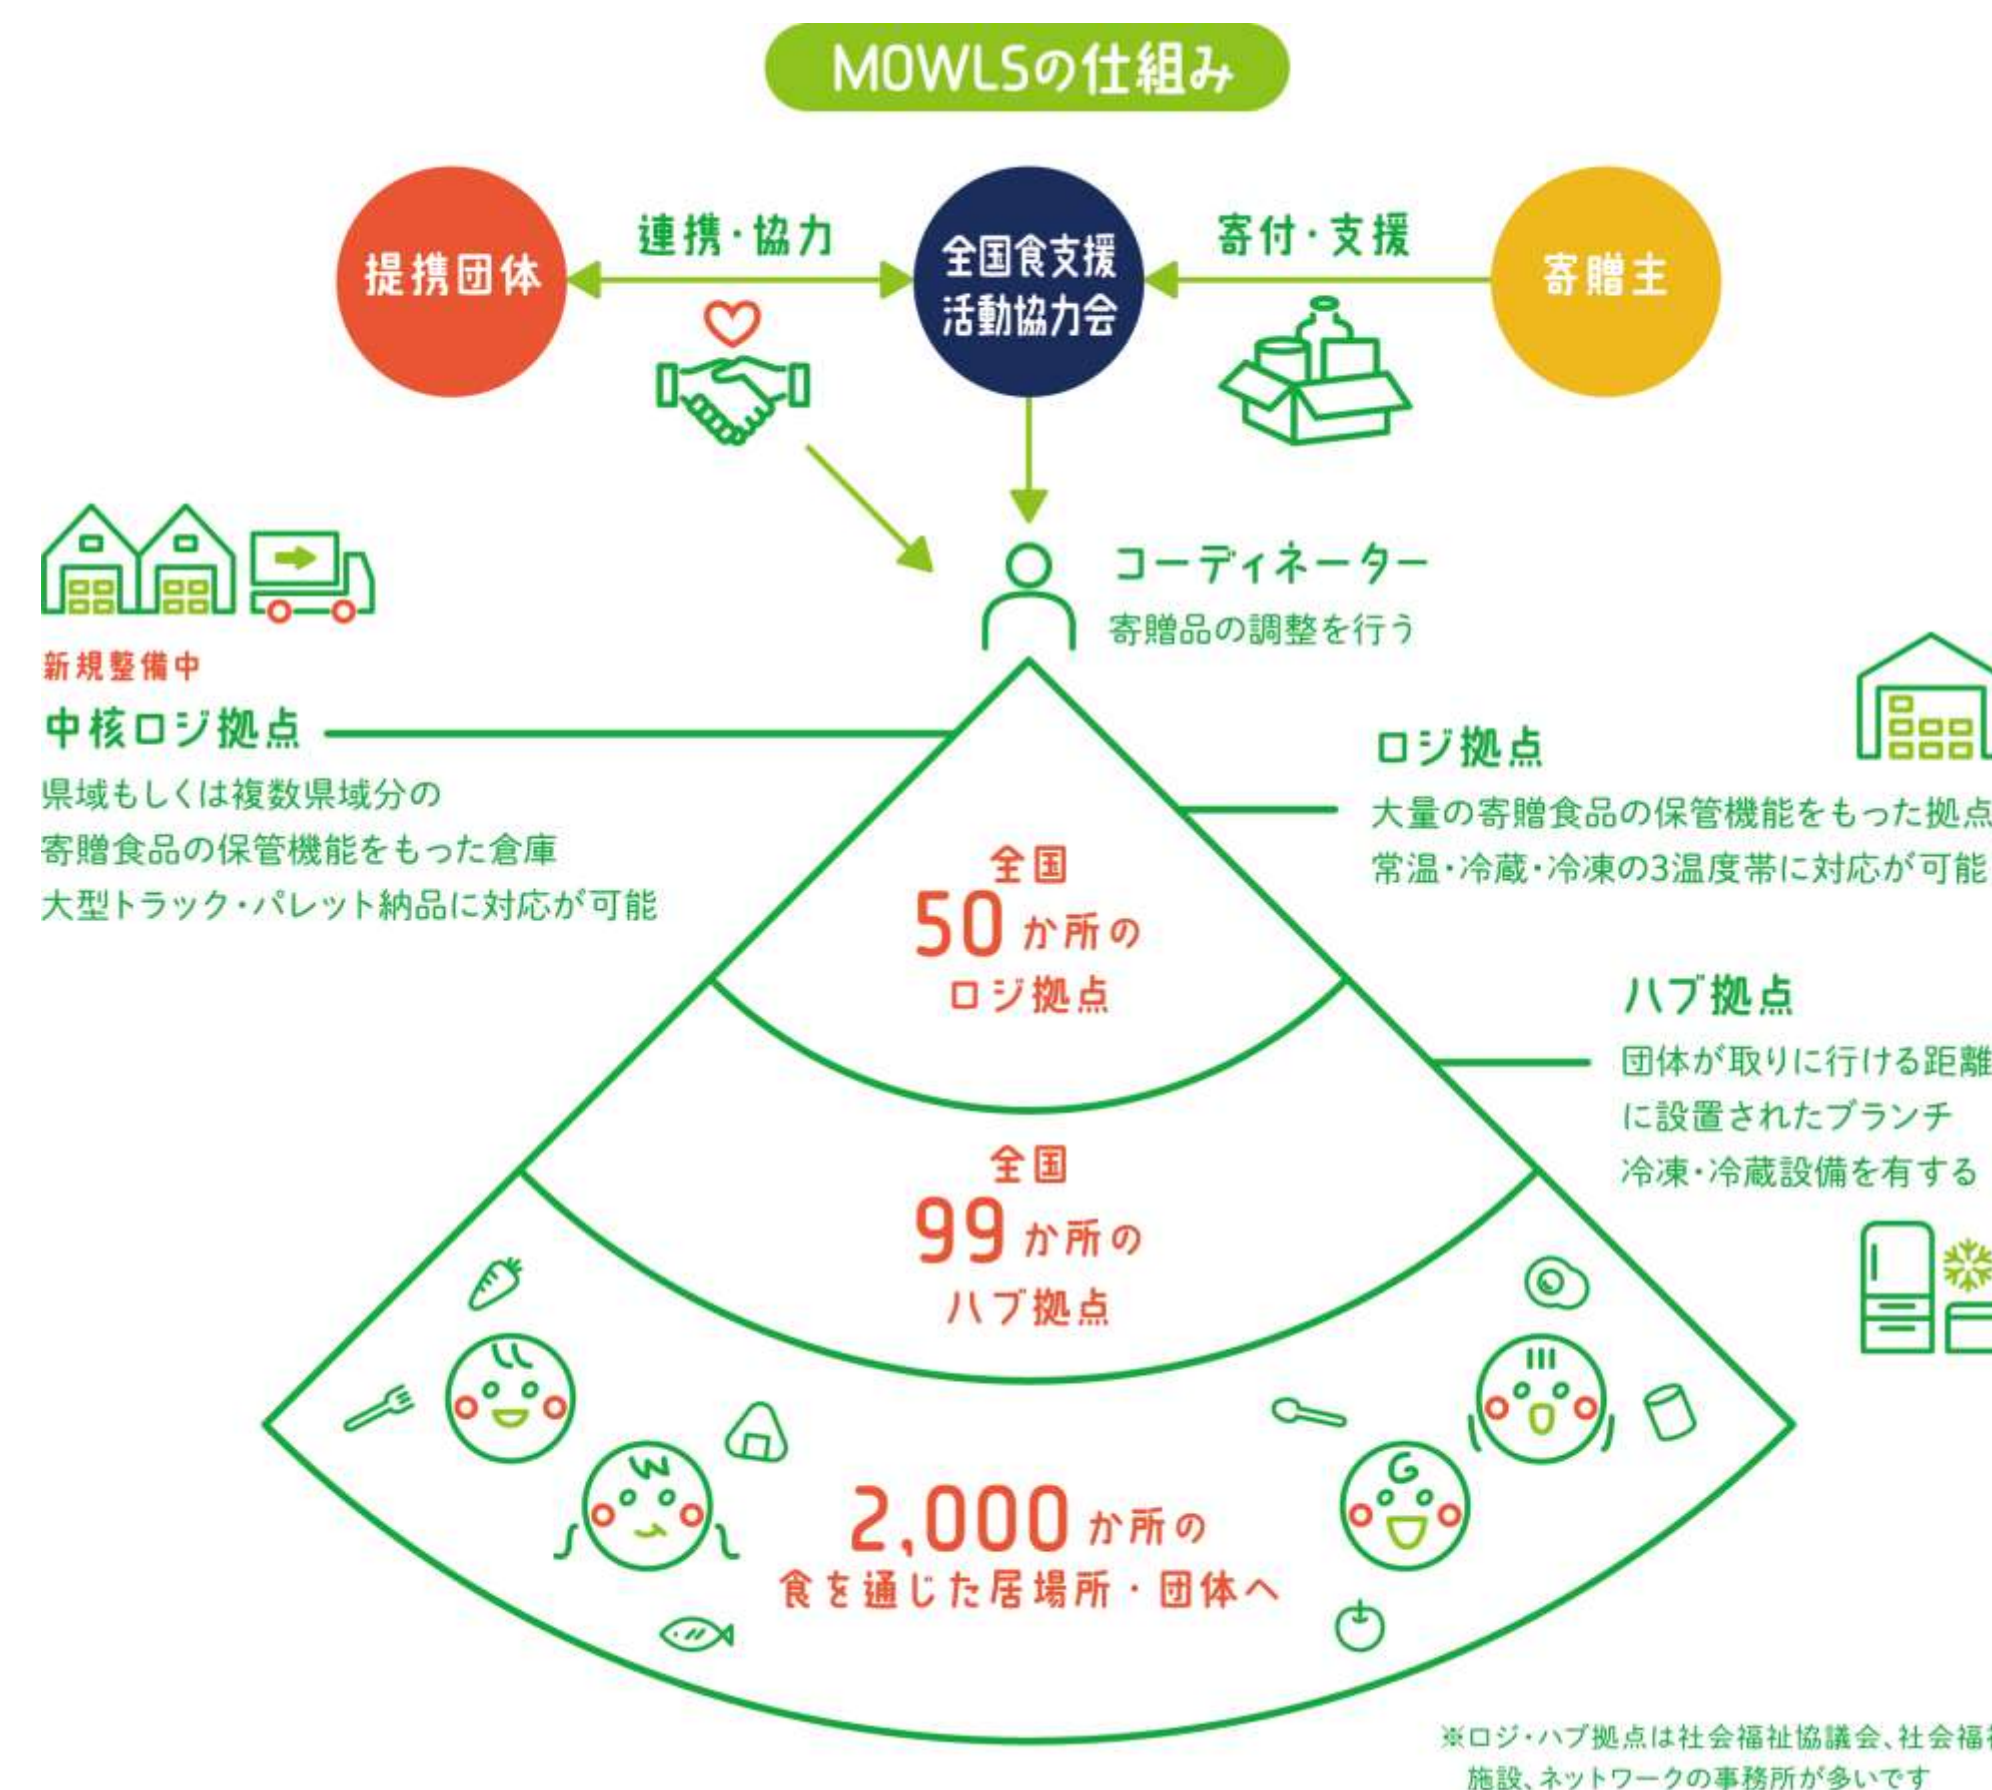 MOWLSの仕組み
提携団体
連携・協力
全国食支援
活動協力会
寄付・支援
寄贈主
コーディネーター
寄贈品の調整を行う
新規整備中
中核ロジ拠点
県域もしくは複数県域分の
寄贈食品の保管機能をもった倉庫
大型トラック・パレット納品に対応が可能
ロジ拠点
大量の寄贈食品の保管機能をもった拠点
常温・冷蔵・冷凍の3温度帯に対応が可能
全国
50か所の
ロジ拠点
ハブ拠点
団体が取りに行ける距離
に設置されたブランチ
冷凍・冷蔵設備を有する
全国
99か所の
ハブ拠点
2,000か所の
食を通じた居場所・団体へ
※ロジ・ハブ拠点は社会福祉協議会、社会福
施設、ネットワークの事務所が多いです